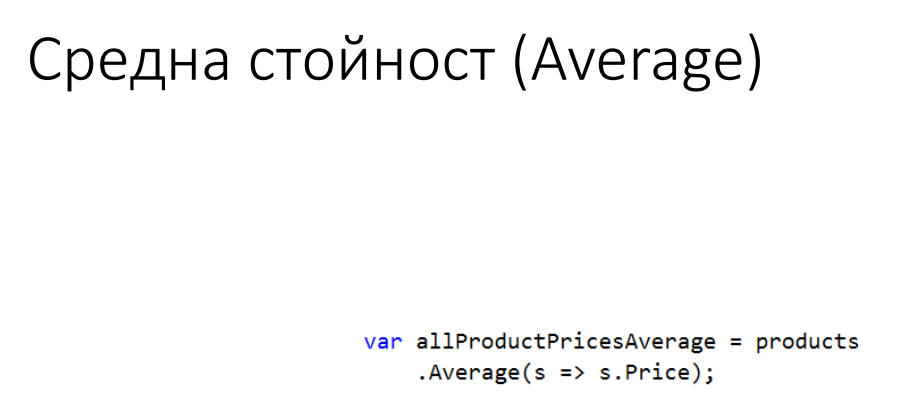 Средна стойност (Average)
var allProductPricesAverage = products
.Average(s => s.Price);